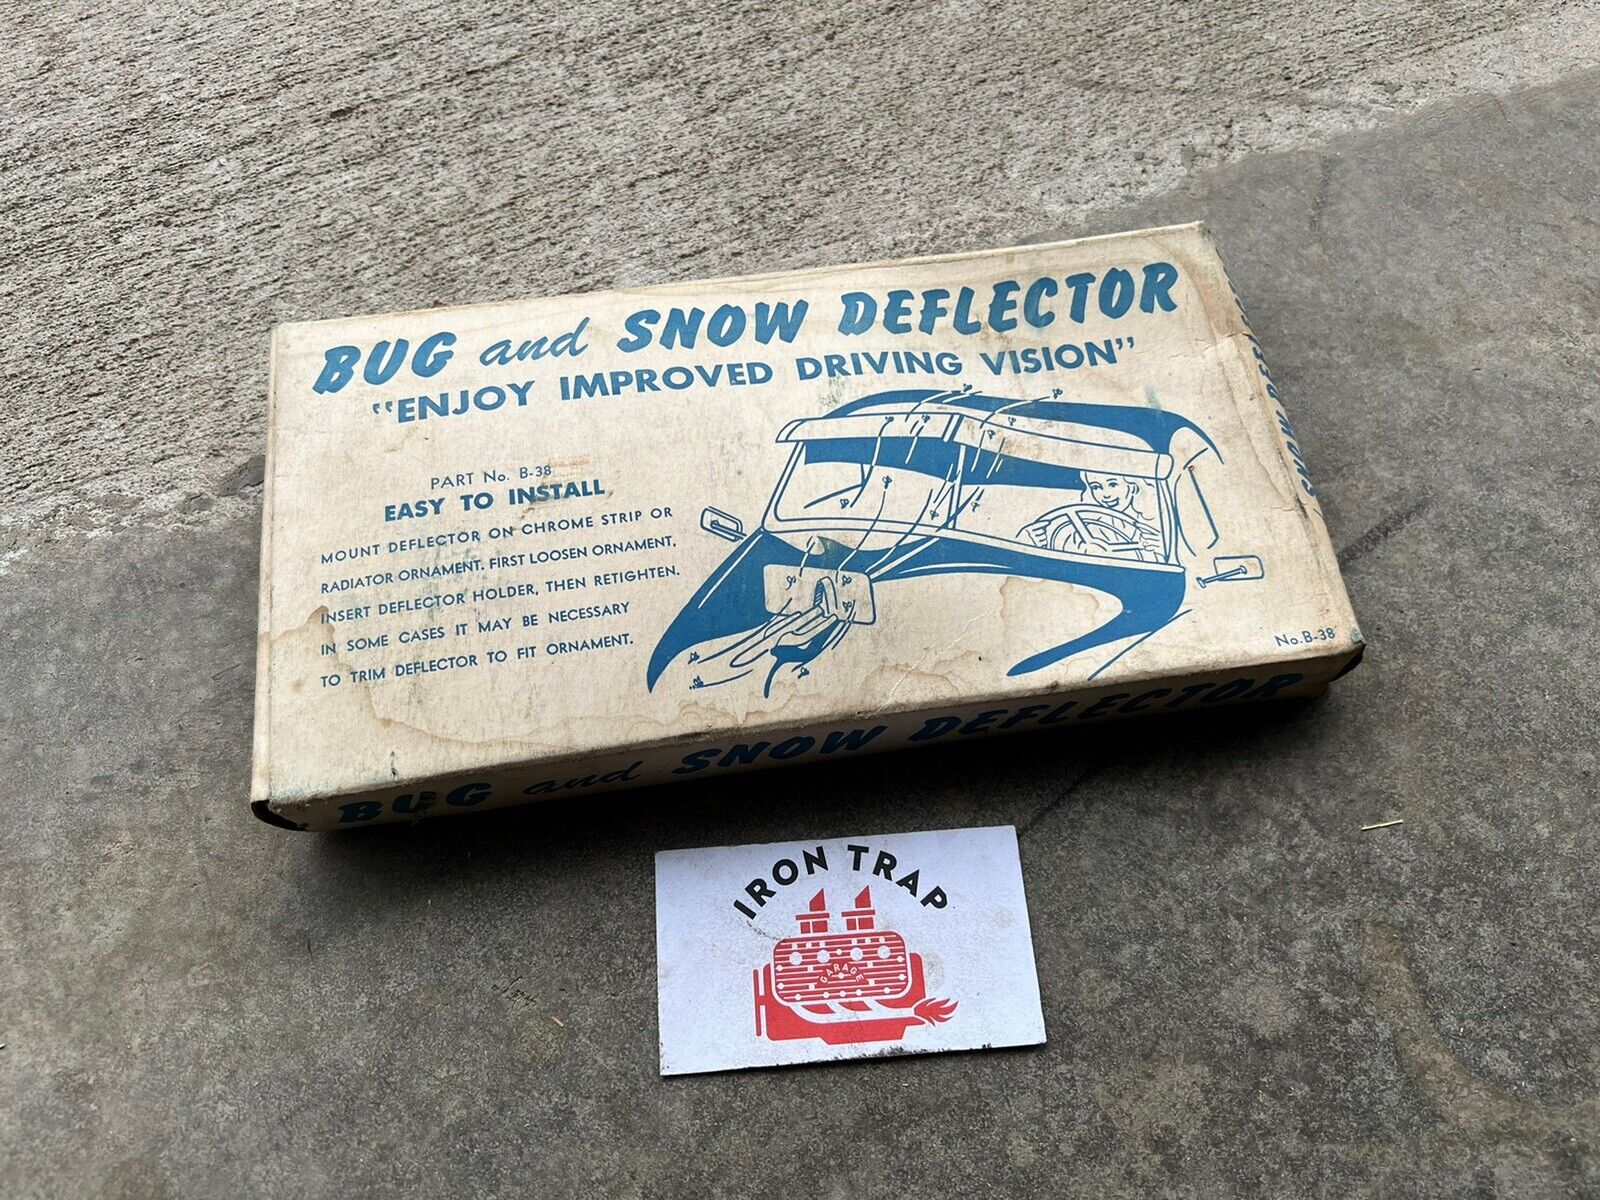 BUG and SNOW DEFLECTOR
"ENJOY IMPROVED DRIVING VISION"
PART No. B-38
EASY TO INSTALL
MOUNT DEFLECTOR ON CHROME STRIP OR
RADIATOR ORNAMENT. FIRST LOOSEN ORNAMENT,
INSERT DEFLECTOR HOLDER, THEN RETIGHTEN.
IN SOME CASES IT MAY BE NECESSARY
TO TRIM DEFLECTOR TO FIT ORNAMENT.
No. B-38
BUG and SNOW DEFLECTOR
SNOW DEFLECTOR
IRON TRAP
GARAGE